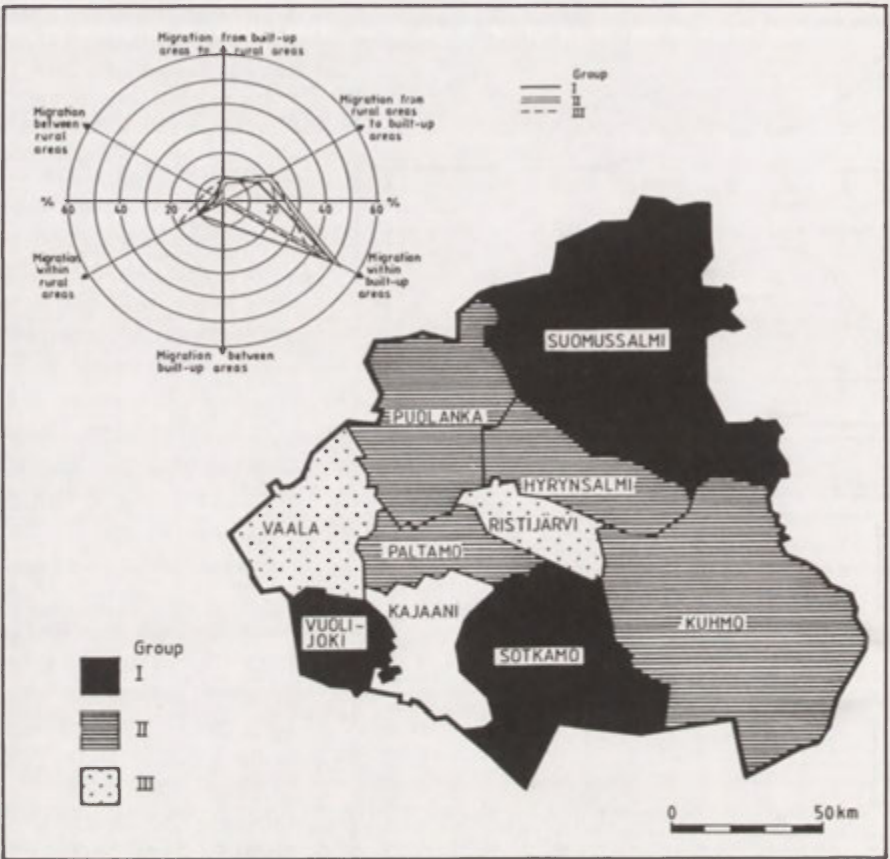 Migration from built-up
areas to rural areas
Group
I
II
III
Migration from
rural areas
to built-up
areas
Migration
between
rural
areas
% 60 40 20 20 40 60 %
Migration
within
rural
areas
Migration
within
built-up
areas
Migration between
built-up areas
SUOMUSSALMI
PUOLANKA
HYRYNSALMI
VAALA
RISTIJÄRVI
PALTAMO
KAJAANI
VUOLI-
JOKI
KUHMO
SOTKAMO
Group
I
II
III
0 50 km